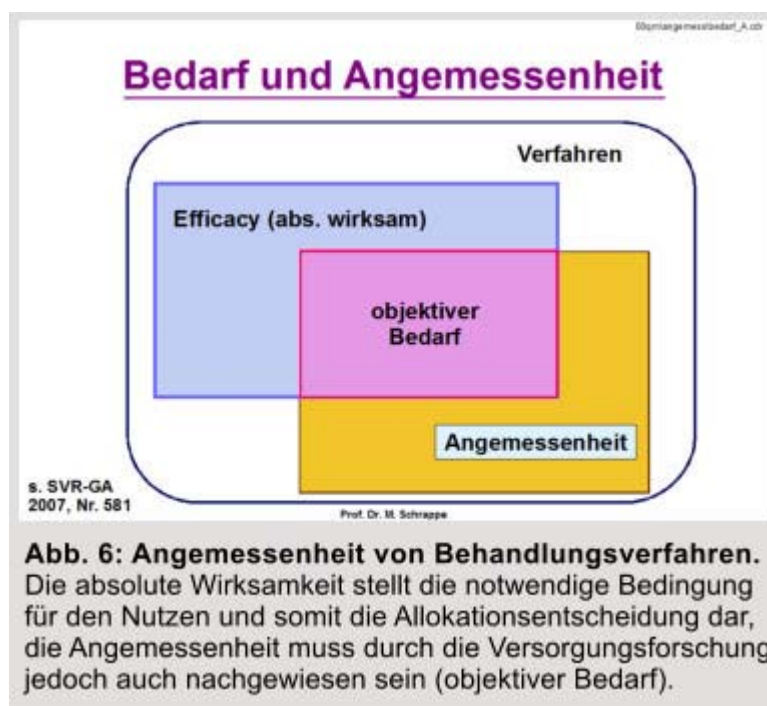 Bedarf und Angemessenheit
Verfahren
Efficacy (abs. wirksam)
objektiver
Bedarf
Angemessenheit
s. SVR-GA
2007, Nr. 581
Prof. Dr. M. Schrappe
Abb. 6: Angemessenheit von Behandlungsverfahren.
Die absolute Wirksamkeit stellt die notwendige Bedingung
für den Nutzen und somit die Allokationsentscheidung dar,
die Angemessenheit muss durch die Versorgungsforschung
jedoch auch nachgewiesen sein (objektiver Bedarf).